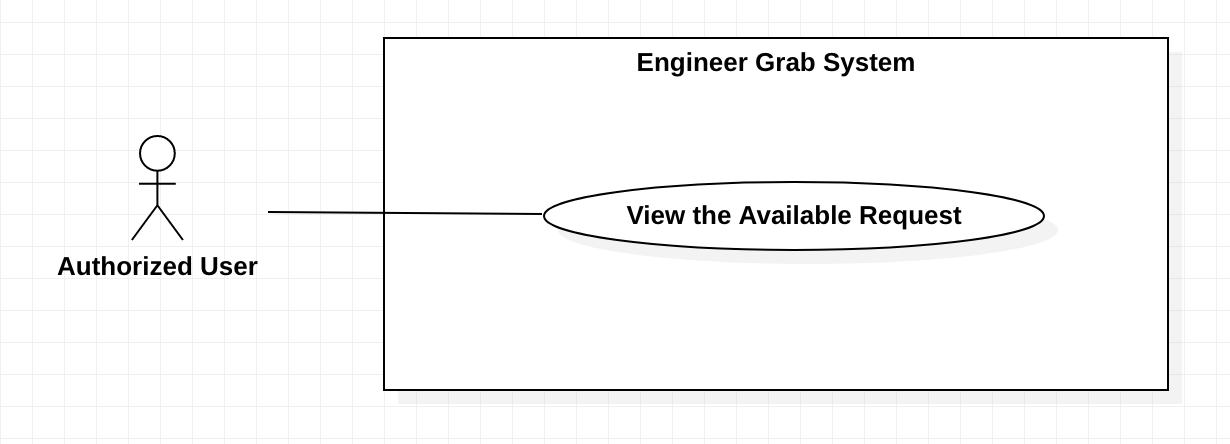 Engineer Grab System
View the Available Request
Authorized User